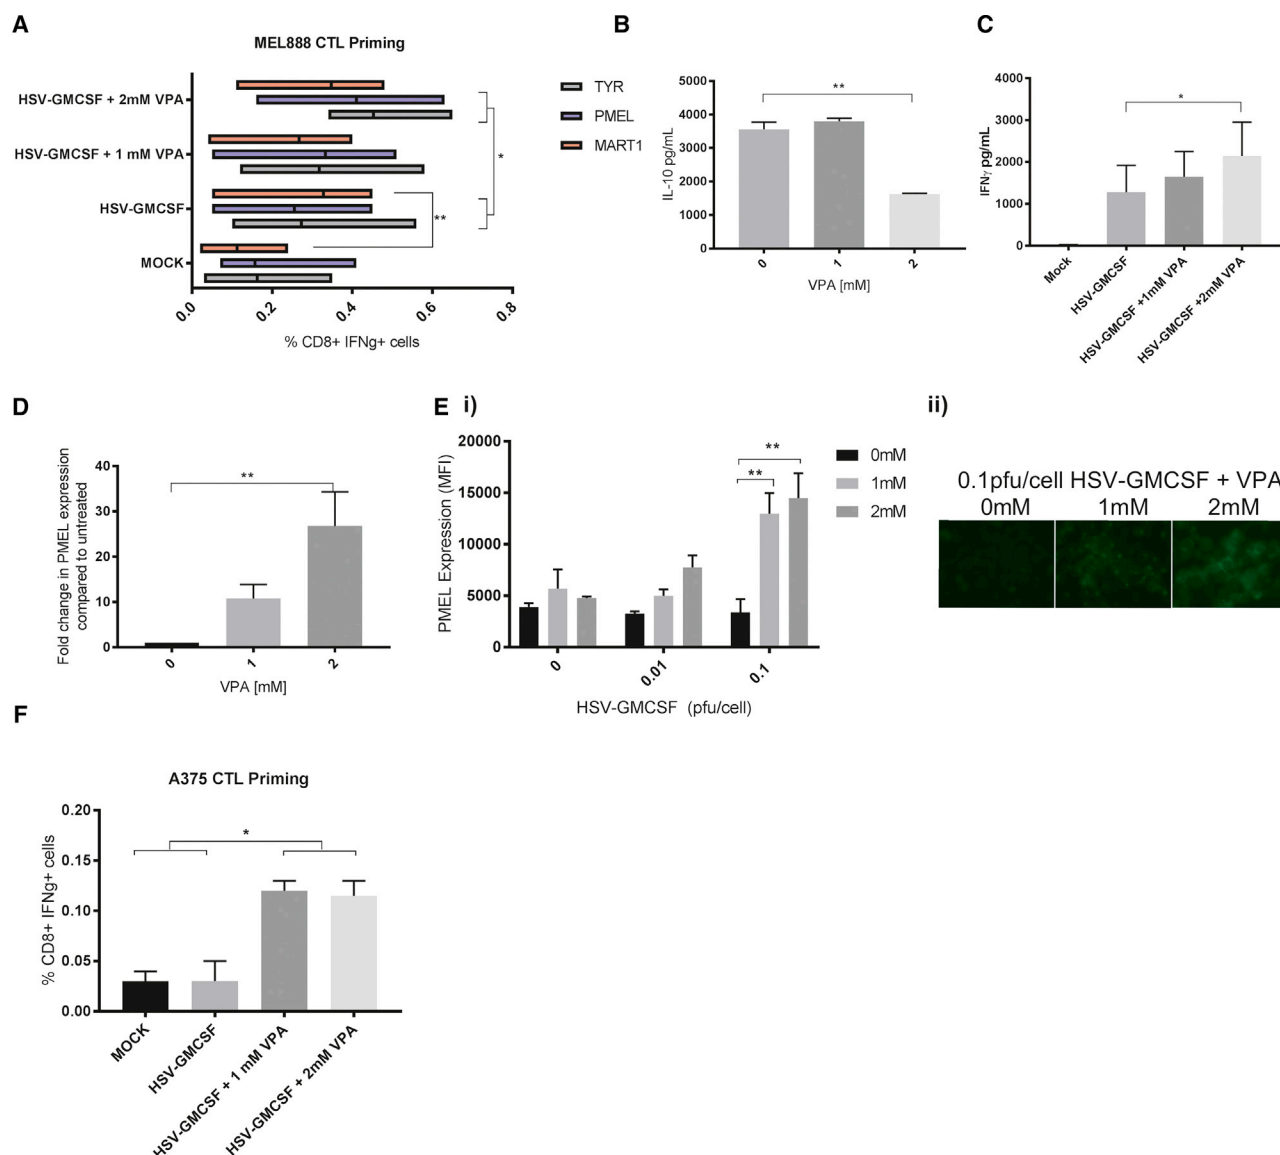 A
MEL888 CTL Priming
HSV-GMCSF + 2mM VPA
HSV-GMCSF + 1 mM VPA
HSV-GMCSF
MOCK
TYR
PMEL
MART1
*
**
0.0
0.2
0.4
0.6
0.8
% CD8+ IFNg+ cells
B
IL-10 pg/mL
5000
4000
3000
2000
1000
0
**
0
1
2
VPA [mM]
C
IFNγ pg/mL
4000
3000
2000
1000
0
*
Mock
HSV-GMCSF
HSV-GMCSF +1mM VPA
HSV-GMCSF +2mM VPA
D
Fold change in PMEL expression
compared to untreated
40
30
20
10
0
**
0
1
2
VPA [mM]
E i)
PMEL Expression (MFI)
20000
15000
10000
5000
0
**
**
0mM
1mM
2mM
0
0.01
0.1
HSV-GMCSF (pfu/cell)
ii)
0.1pfu/cell HSV-GMCSF + VPA
0mM 1mM 2mM
F
A375 CTL Priming
% CD8+ IFNg+ cells
0.20
0.15
0.10
0.05
0.00
*
MOCK
HSV-GMCSF
HSV-GMCSF + 1 mM VPA
HSV-GMCSF + 2mM VPA